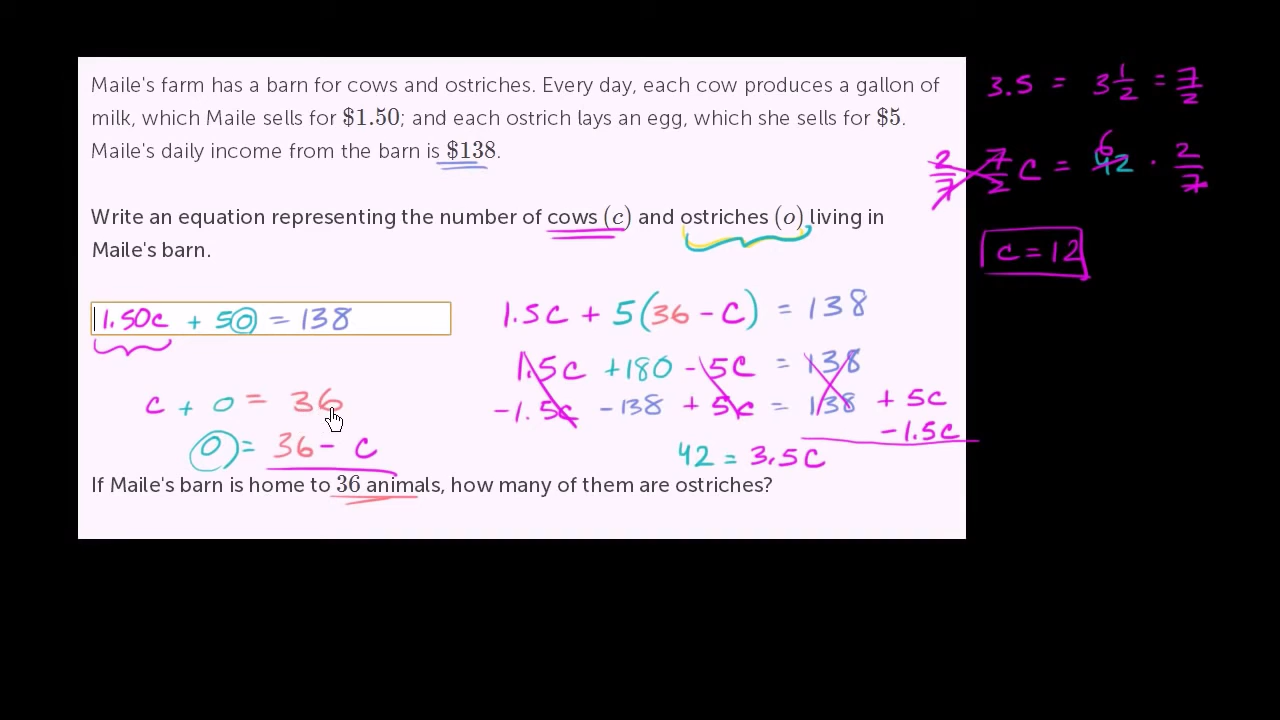 Maile's farm has a barn for cows and ostriches. Every day, each cow produces a gallon of
milk, which Maile sells for $1.50; and each ostrich lays an egg, which she sells for $5.
Maile's daily income from the barn is $138.
Write an equation representing the number of cows (c) and ostriches (o) living in
Maile's barn.
1.50c + 5o = 138
c + o = 36
o = 36 - c
If Maile's barn is home to 36 animals, how many of them are ostriches?
1.5c + 5(36 - c) = 138
1.5c + 180 - 5c = 138
-1.5c - 138 + 5c = 138 + 5c
-1.5c
42 = 3.5c
3.5 = 3 1/2 = 7/2
2/7 7/2 c = 42 6 · 2/7
c = 12